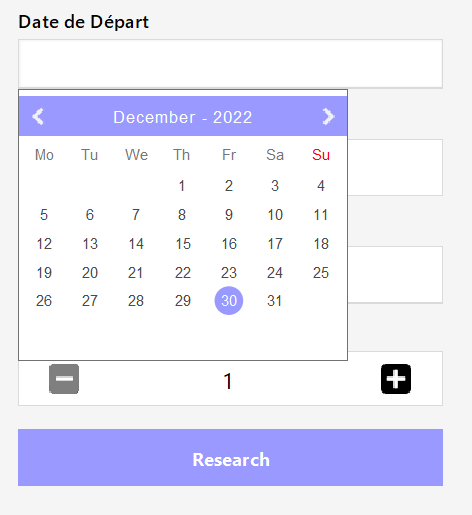 Date de Départ
December - 2022
Mo Tu We Th Fr Sa Su
1 2 3 4
5 6 7 8 9 10 11
12 13 14 15 16 17 18
19 20 21 22 23 24 25
26 27 28 29 30 31
1
Research